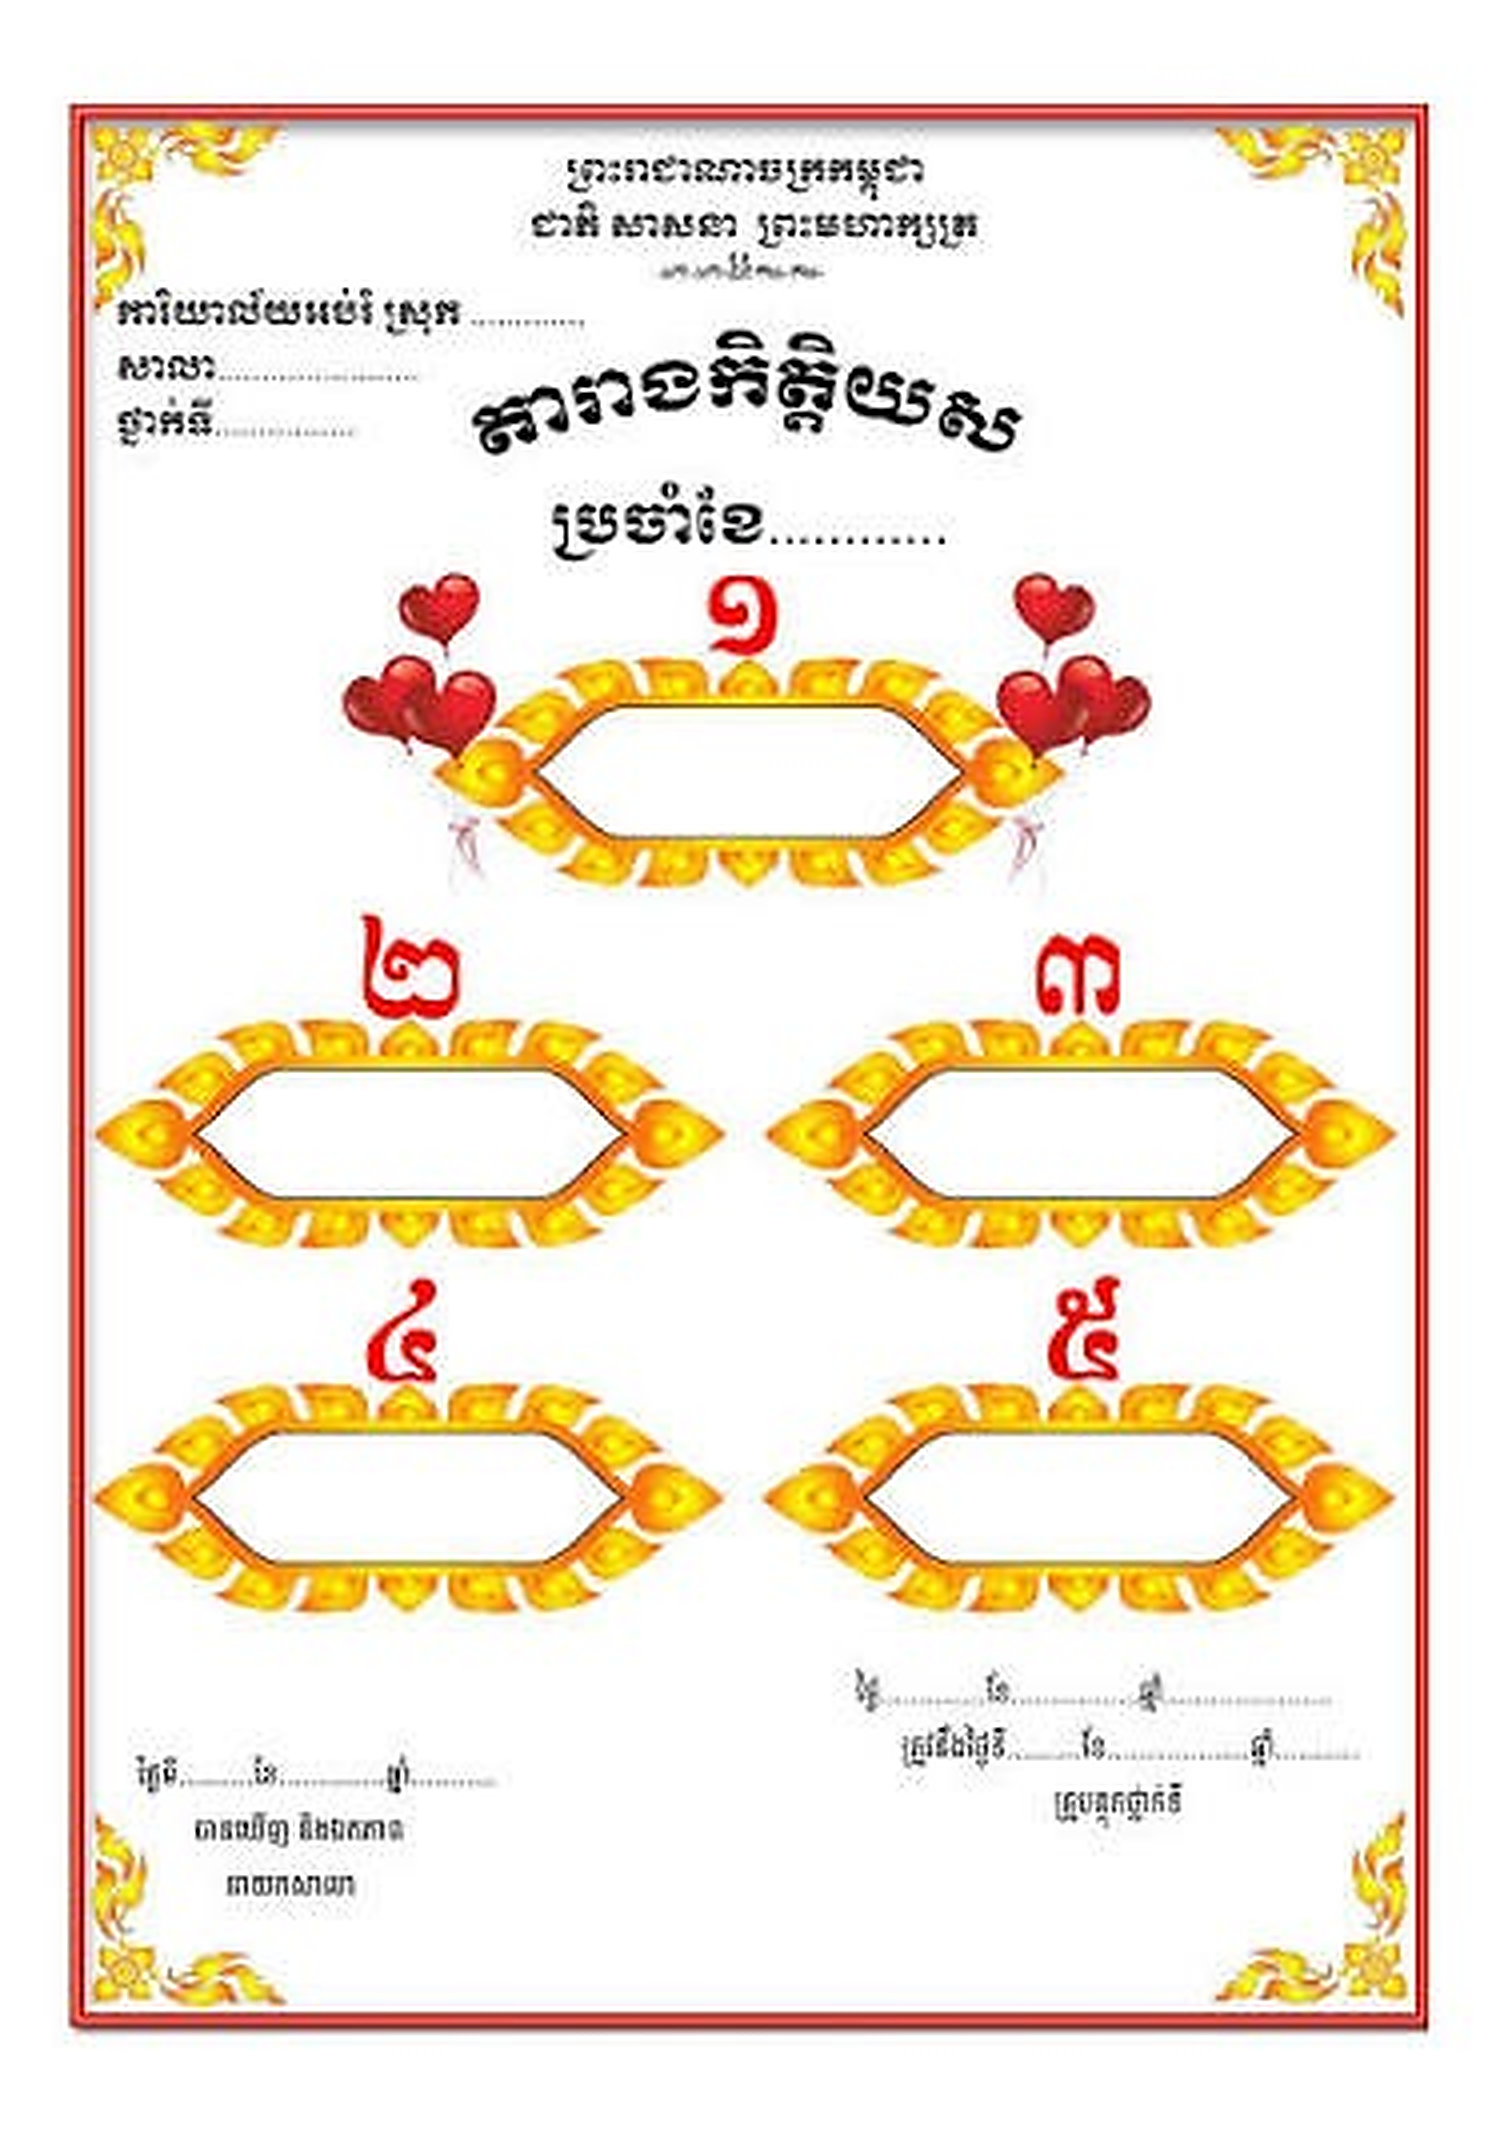 ព្រះរាជាណាចក្រកម្ពុជា
ជាតិ សាសនា ព្រះមហាក្សត្រ
ការិយាល័យអប់រំ ស្រុក ............
សាលា.....................
ថ្នាក់ទី...............
តារាងកិត្តិយស
ប្រចាំខែ............
១
២
៣
៤
៥
ថ្ងៃ...............ខែ.................ឆ្នាំ......................
ត្រូវនឹងថ្ងៃទី.........ខែ..................ឆ្នាំ...........
គ្រូបន្ទុកថ្នាក់ទី
ថ្ងៃទី..........ខែ..............ឆ្នាំ...........
បានឃើញ និងឯកភាព
នាយកសាលា